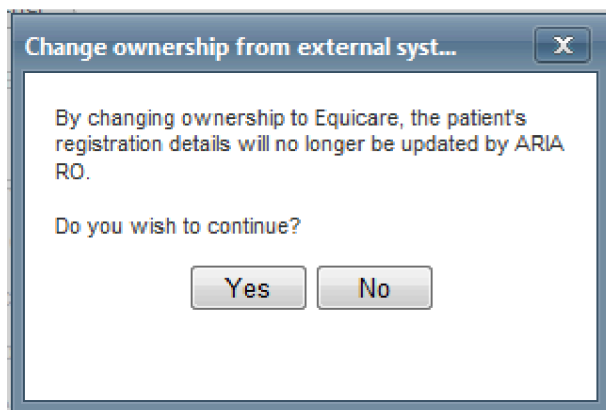 Change ownership from external syst...
X
By changing ownership to Equicare, the patient's
registration details will no longer be updated by ARIA
RO.
Do you wish to continue?
Yes No